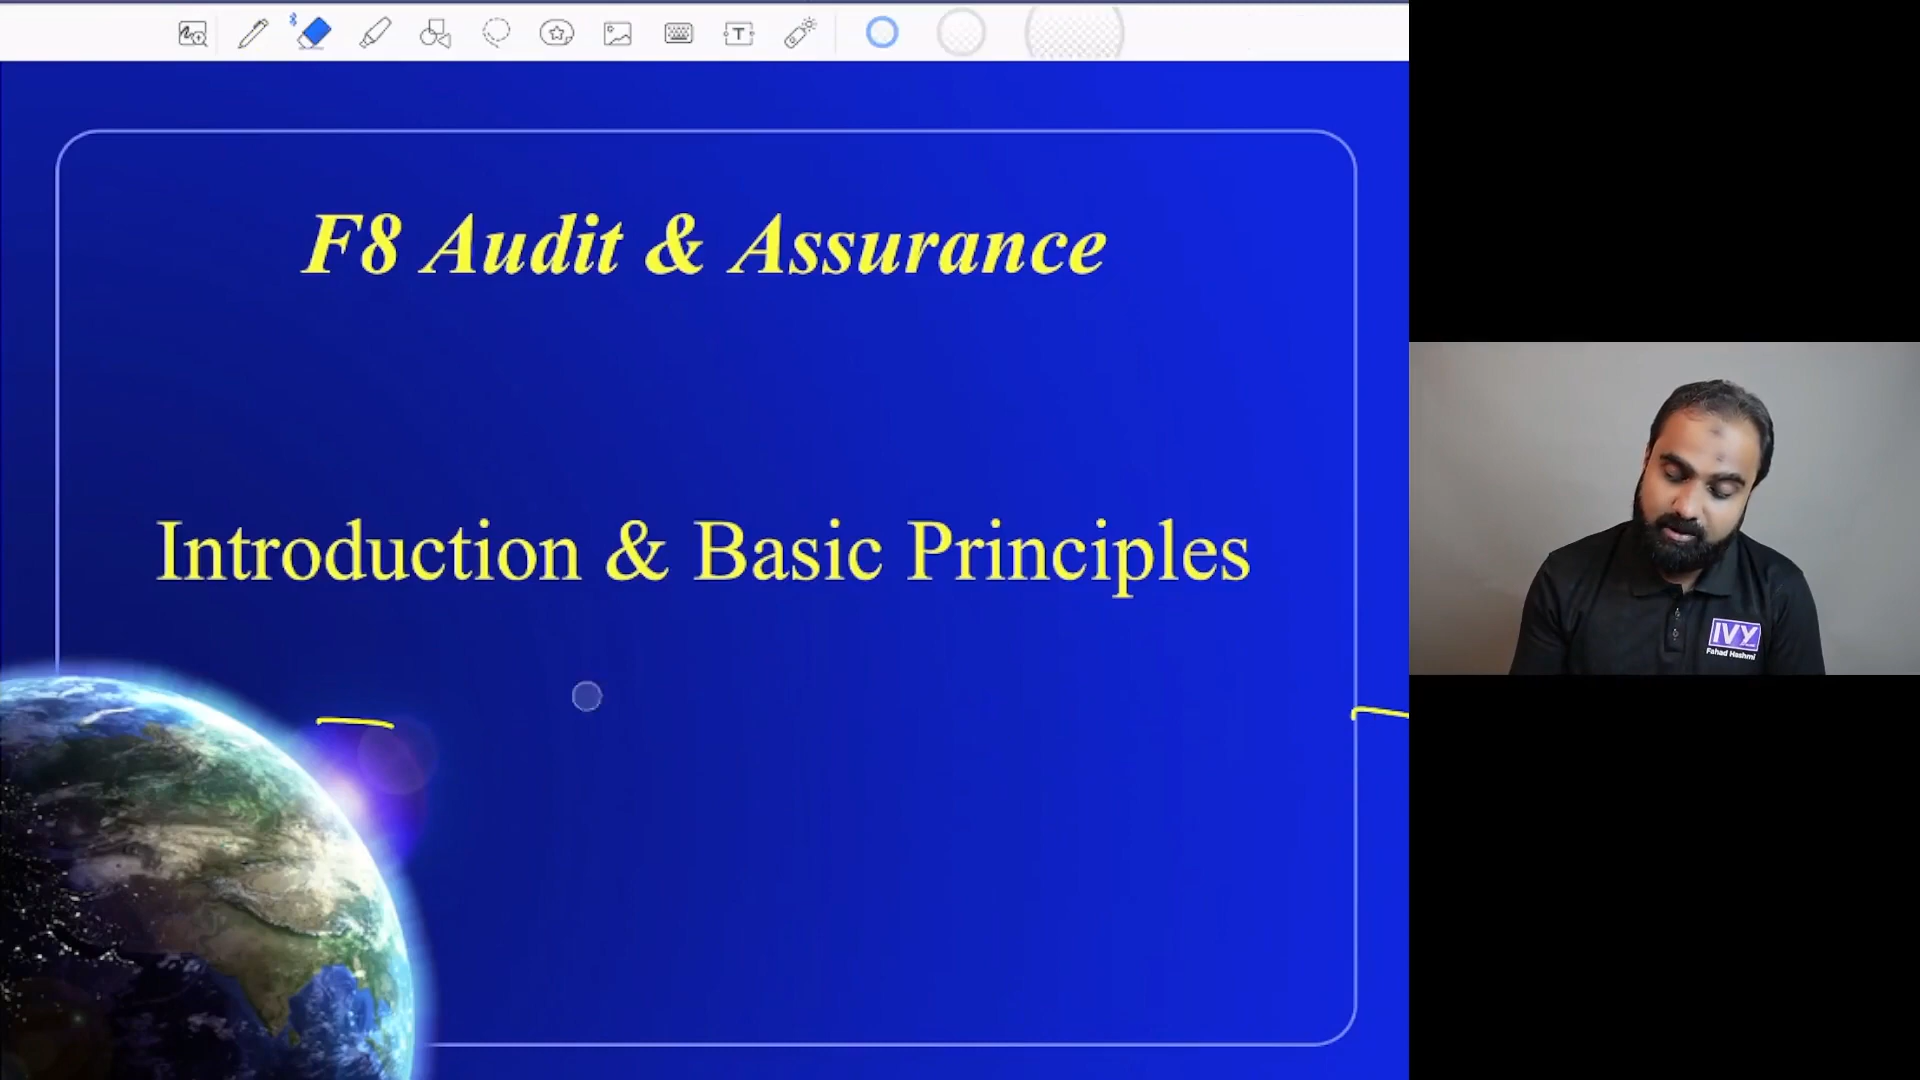 F8 Audit & Assurance
Introduction & Basic Principles
IVY
Fahad Hashmi